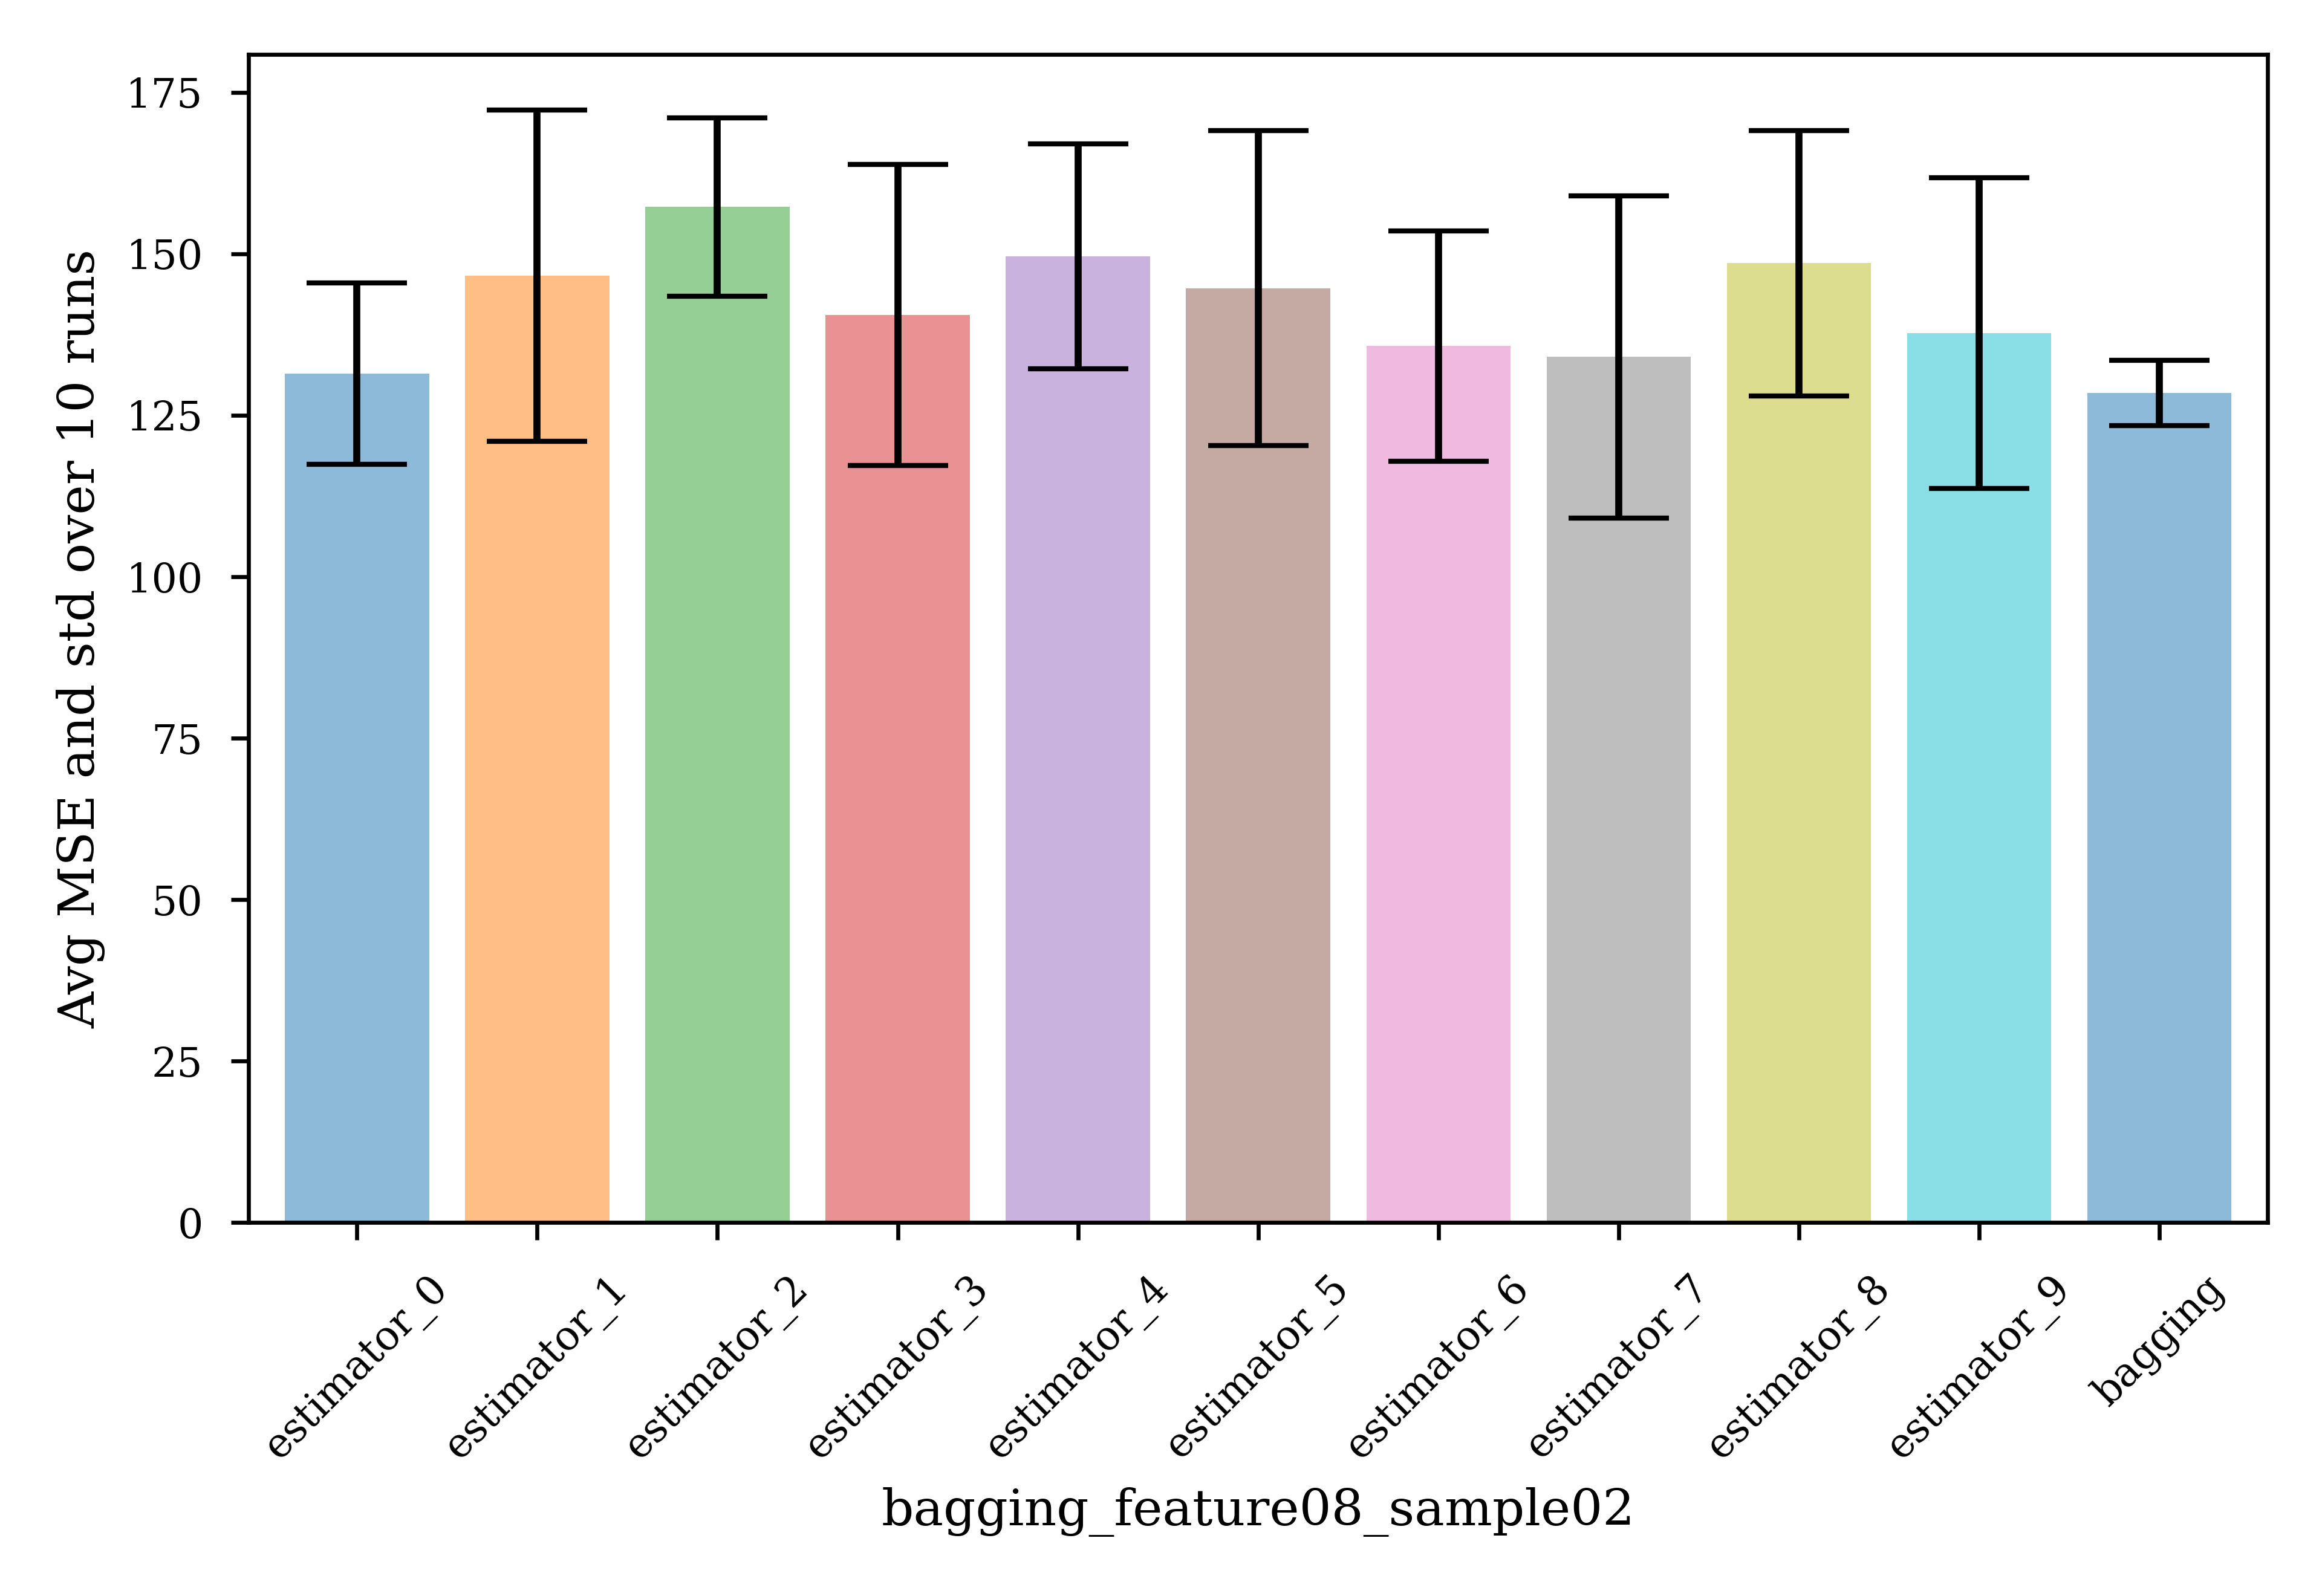 Avg MSE and std over 10 runs
175
150
125
100
75
50
25
0
estimator_0
estimator_1
estimator_2
estimator_3
estimator_4
estimator_5
estimator_6
estimator_7
estimator_8
estimator_9
bagging
bagging_feature08_sample02